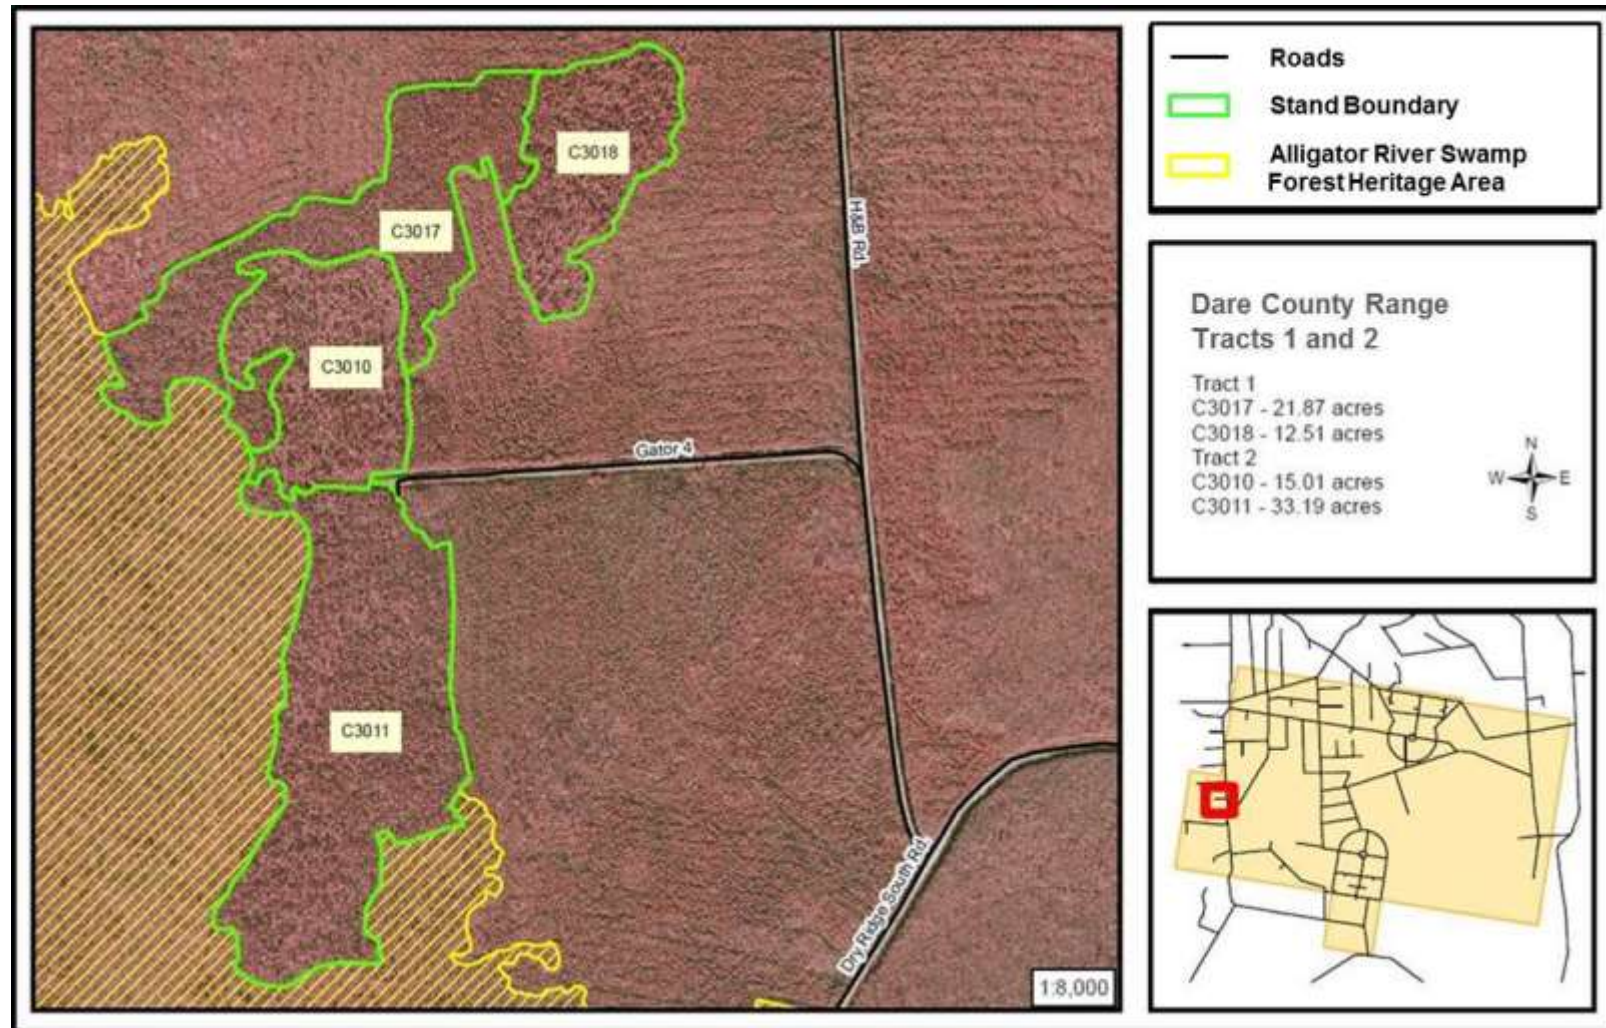 C3018
C3017
C3010
C3011
H&B Rd.
Gator 4
Dry Ridge South Rd.
1:8,000
Roads
Stand Boundary
Alligator River Swamp
Forest Heritage Area
Dare County Range
Tracts 1 and 2
Tract 1
C3017 - 21.87 acres
C3018 - 12.51 acres
Tract 2
C3010 - 15.01 acres
C3011 - 33.19 acres
N
W E
S